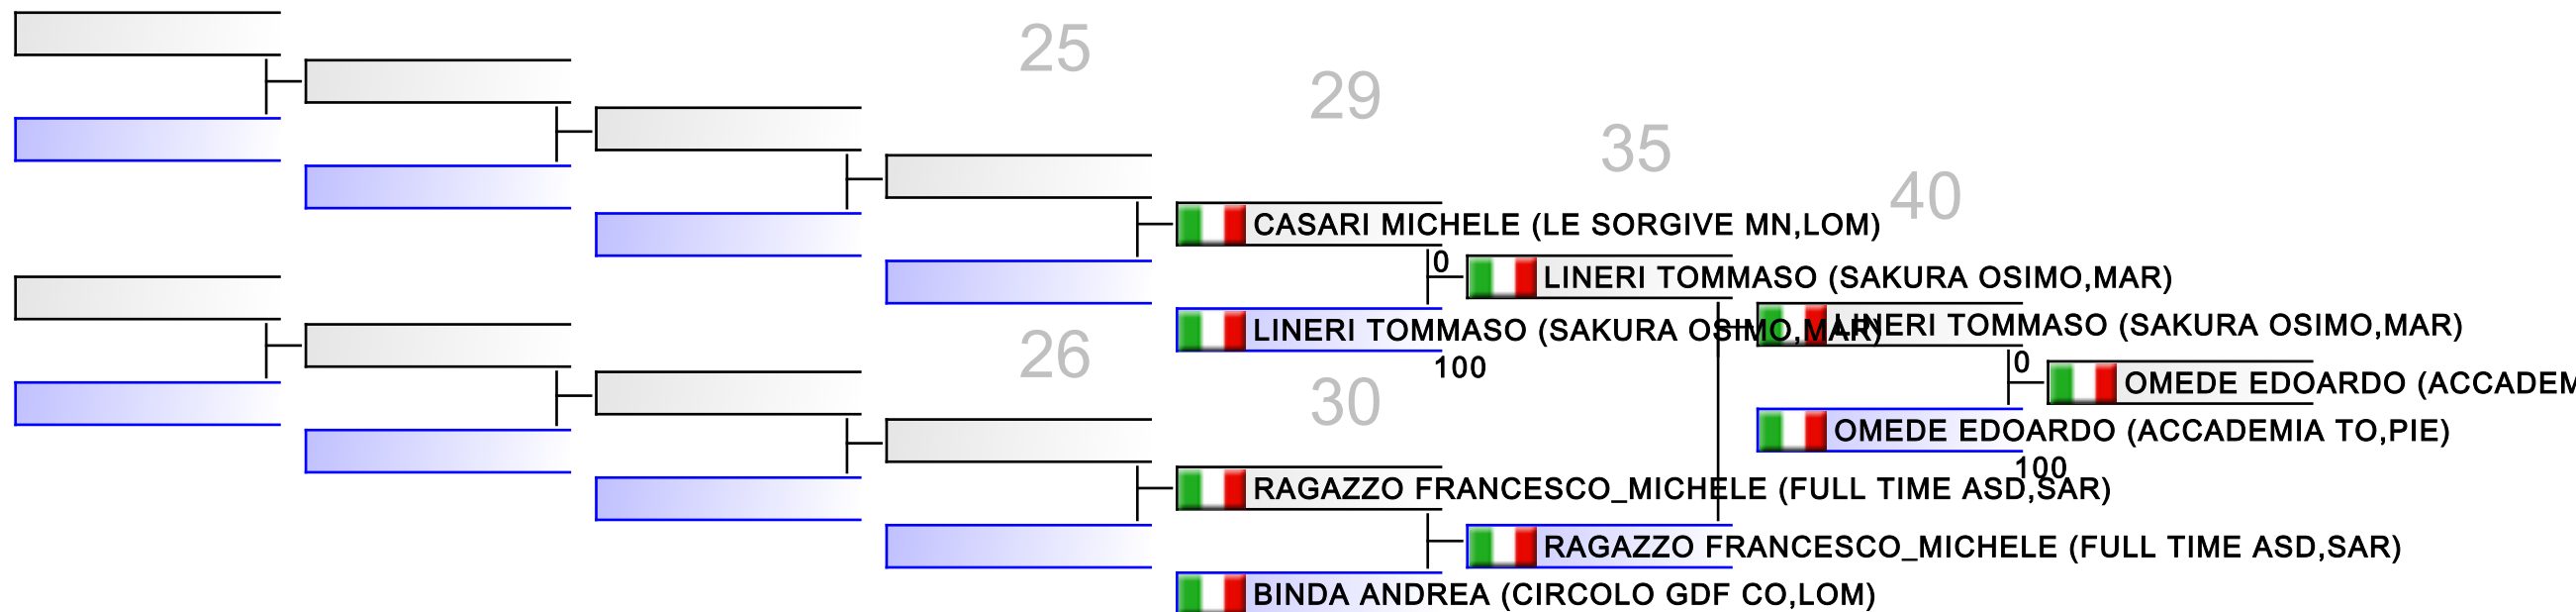 25
29
35
40
CASARI MICHELE (LE SORGIVE MN,LOM)
0
LINERI TOMMASO (SAKURA OSIMO,MAR)
LINERI TOMMASO (SAKURA OSIMO,MAR)
LINERI TOMMASO (SAKURA OSIMO,MAR)
100
0
OMEDE EDOARDO (ACCADEM
26
30
OMEDE EDOARDO (ACCADEMIA TO,PIE)
100
RAGAZZO FRANCESCO_MICHELE (FULL TIME ASD,SAR)
RAGAZZO FRANCESCO_MICHELE (FULL TIME ASD,SAR)
BINDA ANDREA (CIRCOLO GDF CO,LOM)